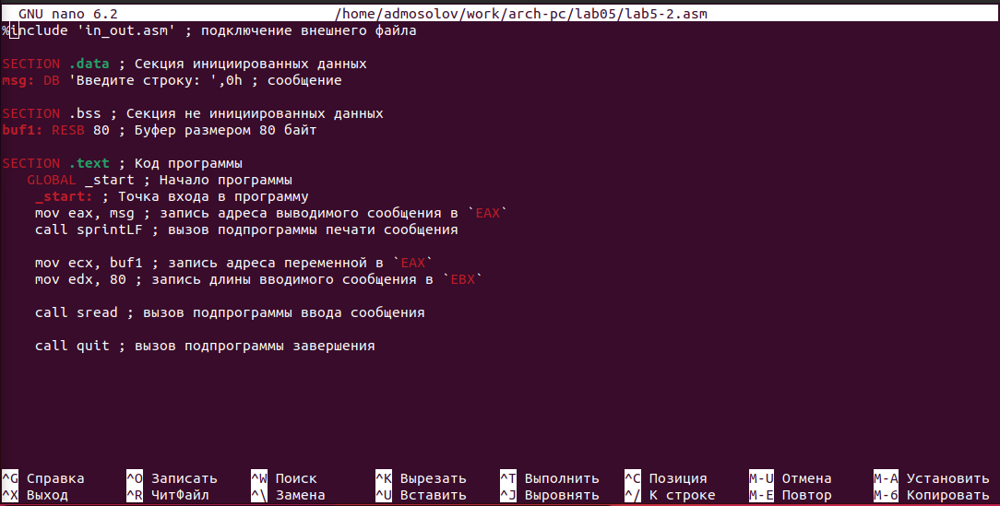 GNU nano 6.2 /home/admosolov/work/arch-pc/lab05/lab5-2.asm
%include 'in_out.asm' ; подключение внешнего файла
SECTION .data ; Секция инициированных данных
msg: DB 'Введите строку: ',0h ; сообщение
SECTION .bss ; Секция не инициированных данных
buf1: RESB 80 ; Буфер размером 80 байт
SECTION .text ; Код программы
GLOBAL _start ; Начало программы
_start: ; Точка входа в программу
mov eax, msg ; запись адреса выводимого сообщения в `EAX`
call sprintLF ; вызов подпрограммы печати сообщения
mov ecx, buf1 ; запись адреса переменной в `EAX`
mov edx, 80 ; запись длины вводимого сообщения в `EBX`
call sread ; вызов подпрограммы ввода сообщения
call quit ; вызов подпрограммы завершения
^G Справка ^O Записать ^W Поиск ^K Вырезать ^T Выполнить ^C Позиция M-U Отмена M-A Установить
^X Выход ^R ЧитФайл ^\ Замена ^U Вставить ^J Выровнять ^/ К строке M-E Повтор M-6 Копировать